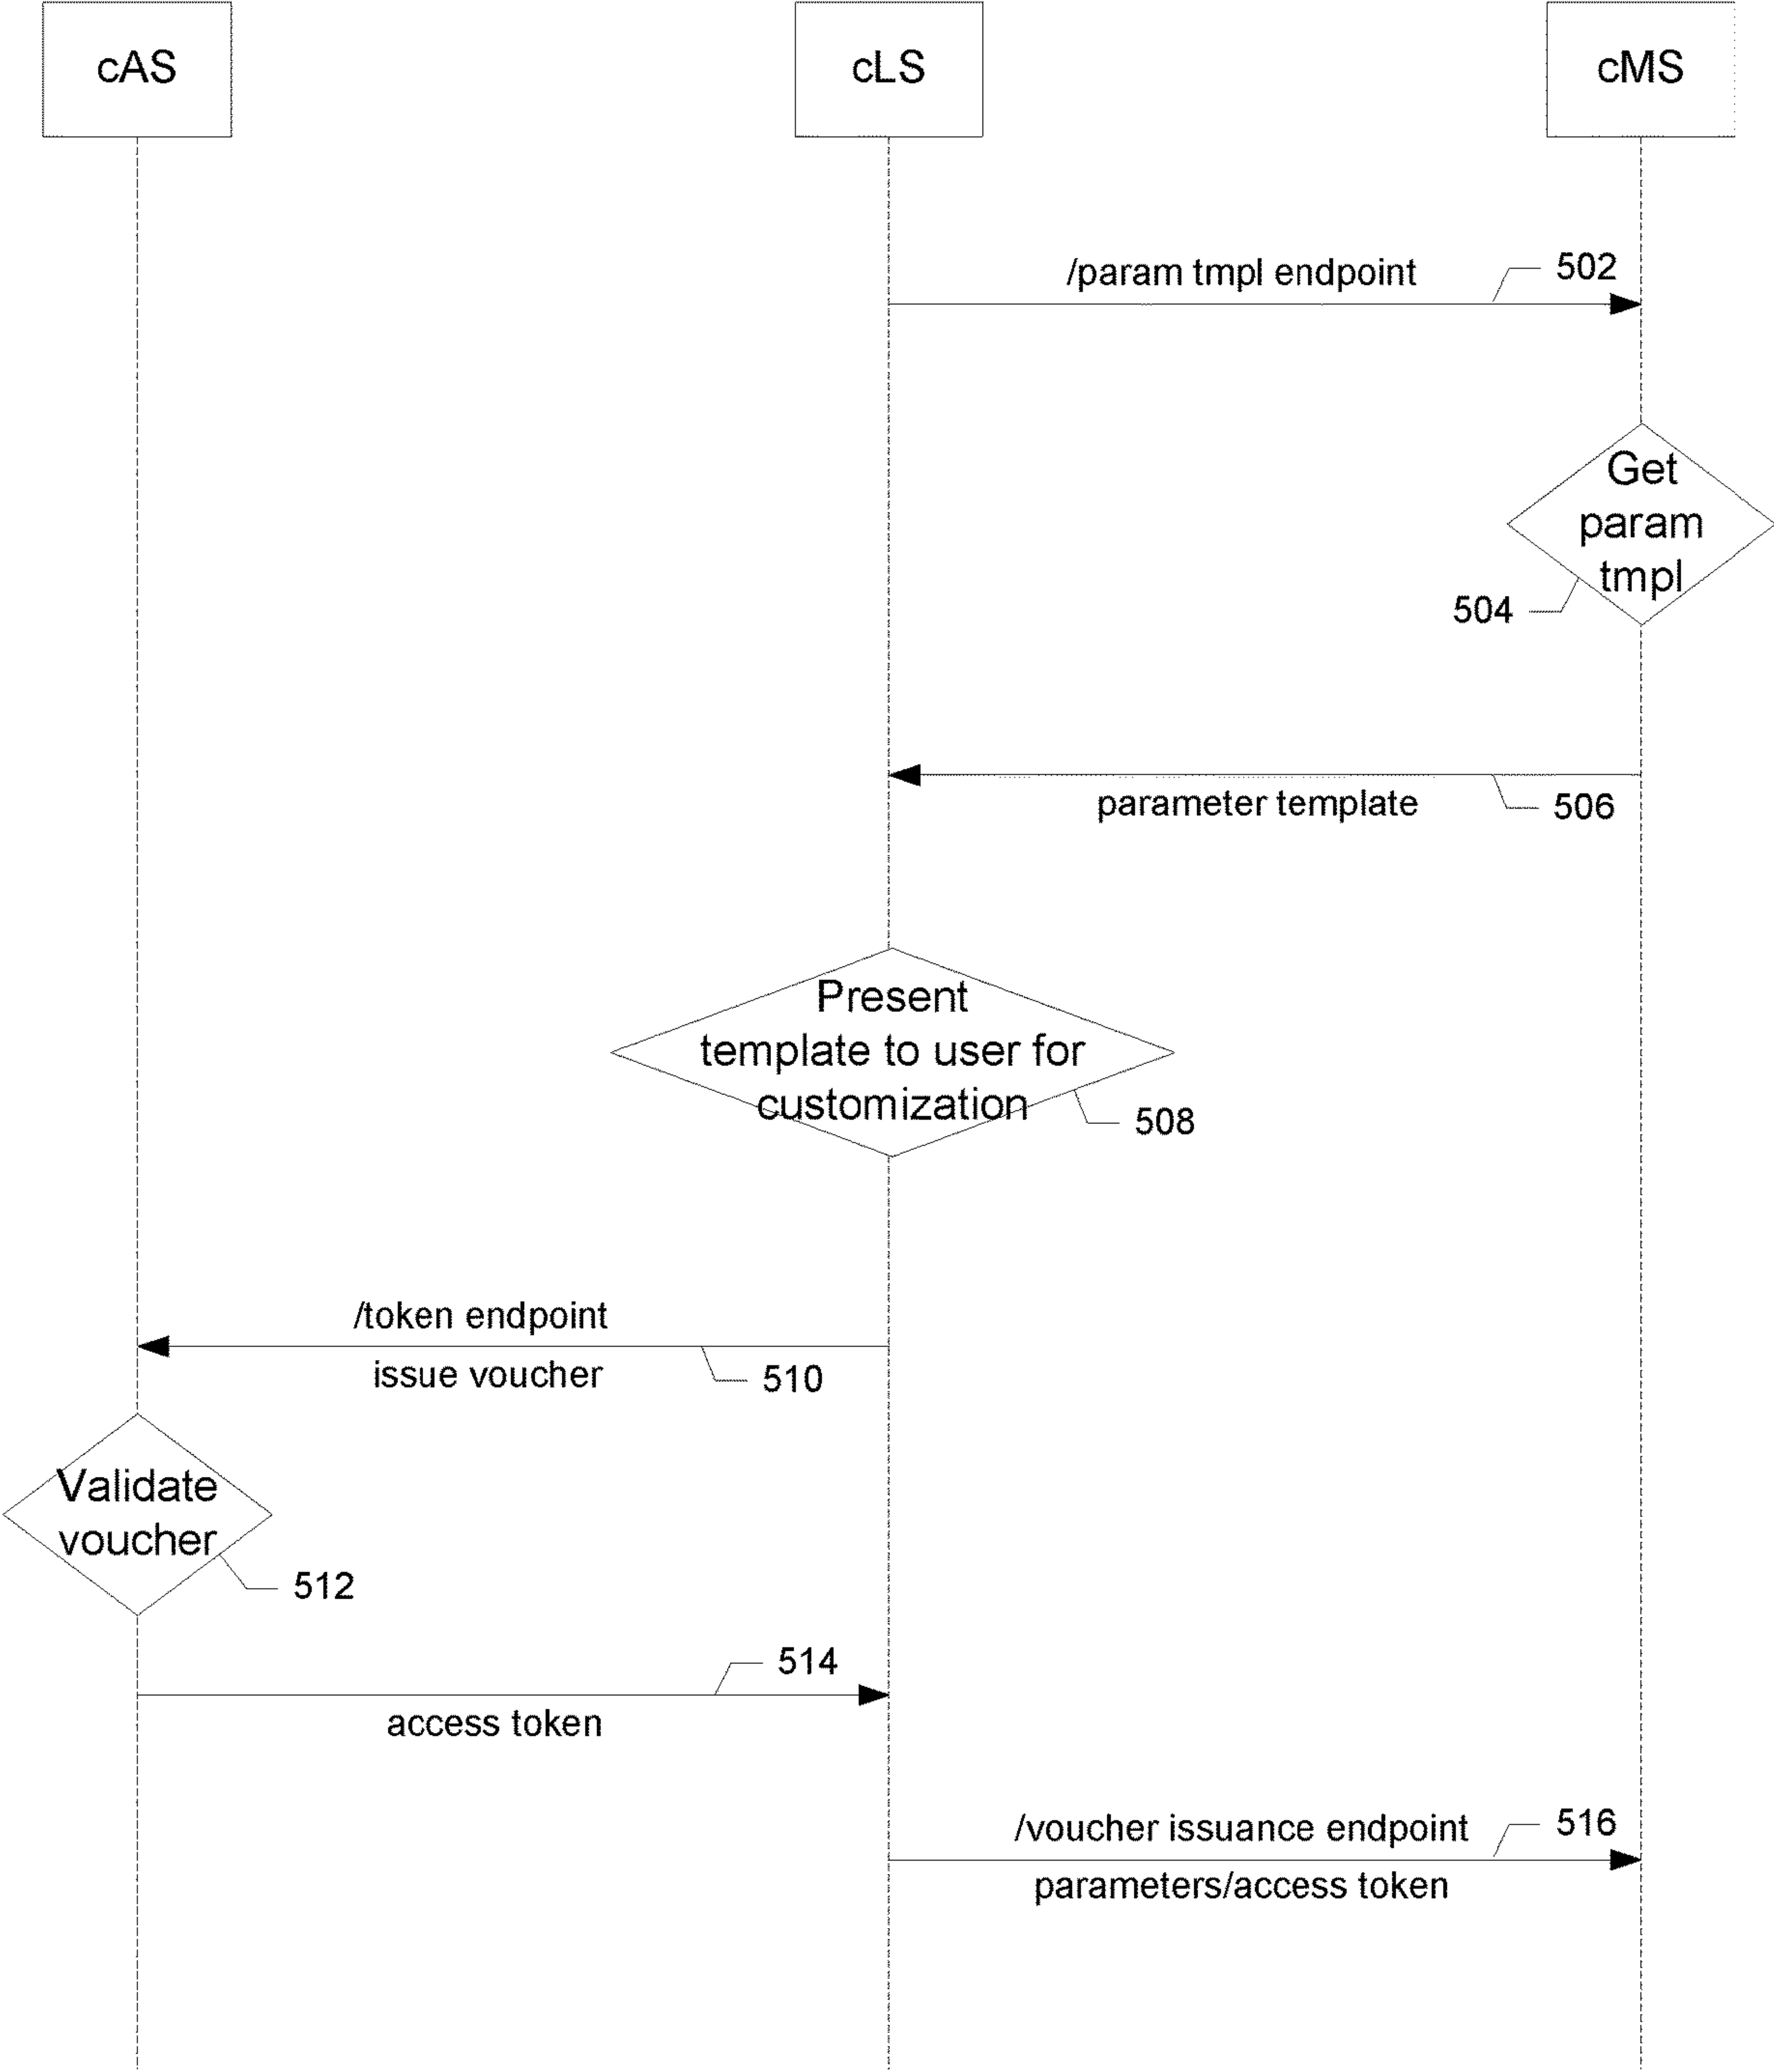 cAS
cLS
cMS
/param tmpl endpoint
502
Get
param
tmpl
504
parameter template
506
Present
template to user for
customization
508
/token endpoint
issue voucher
510
Validate
voucher
512
514
access token
/voucher issuance endpoint
516
parameters/access token